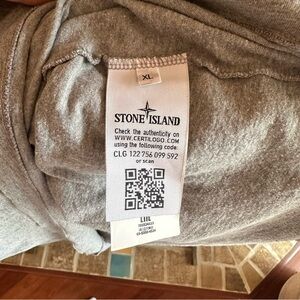 XL
STONE ISLAND
Check the authenticity on
WWW.CERTILOGO.COM
using the following code:
CLG 122 756 099 592
or scan
LIIL